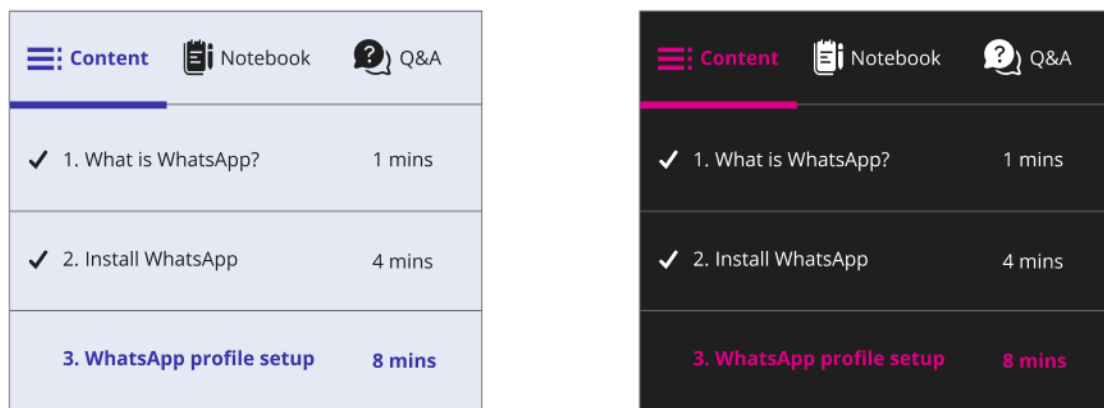 Content Notebook Q&A
1. What is WhatsApp? 1 mins
2. Install WhatsApp 4 mins
3. WhatsApp profile setup 8 mins
Content Notebook Q&A
1. What is WhatsApp? 1 mins
2. Install WhatsApp 4 mins
3. WhatsApp profile setup 8 mins